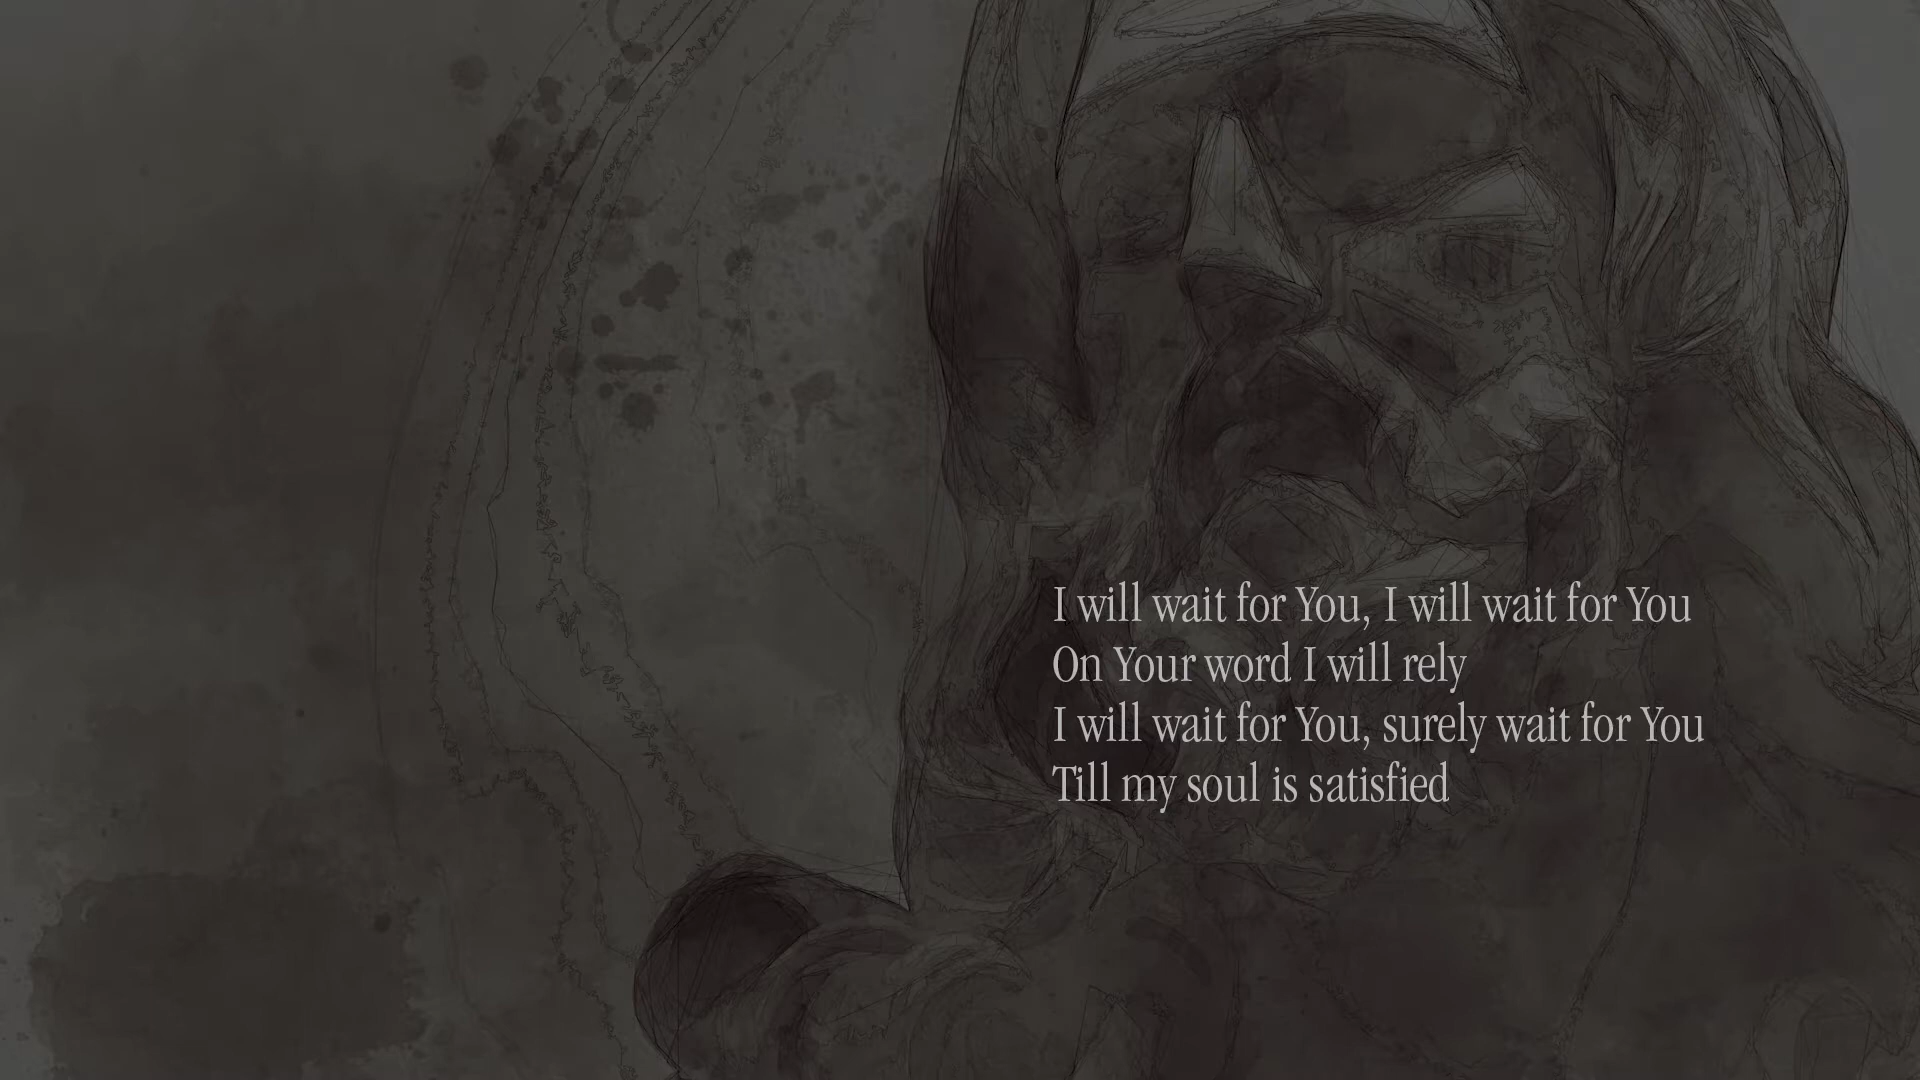 I will wait for You, I will wait for You
On Your word I will rely
I will wait for You, surely wait for You
Till my soul is satisfied